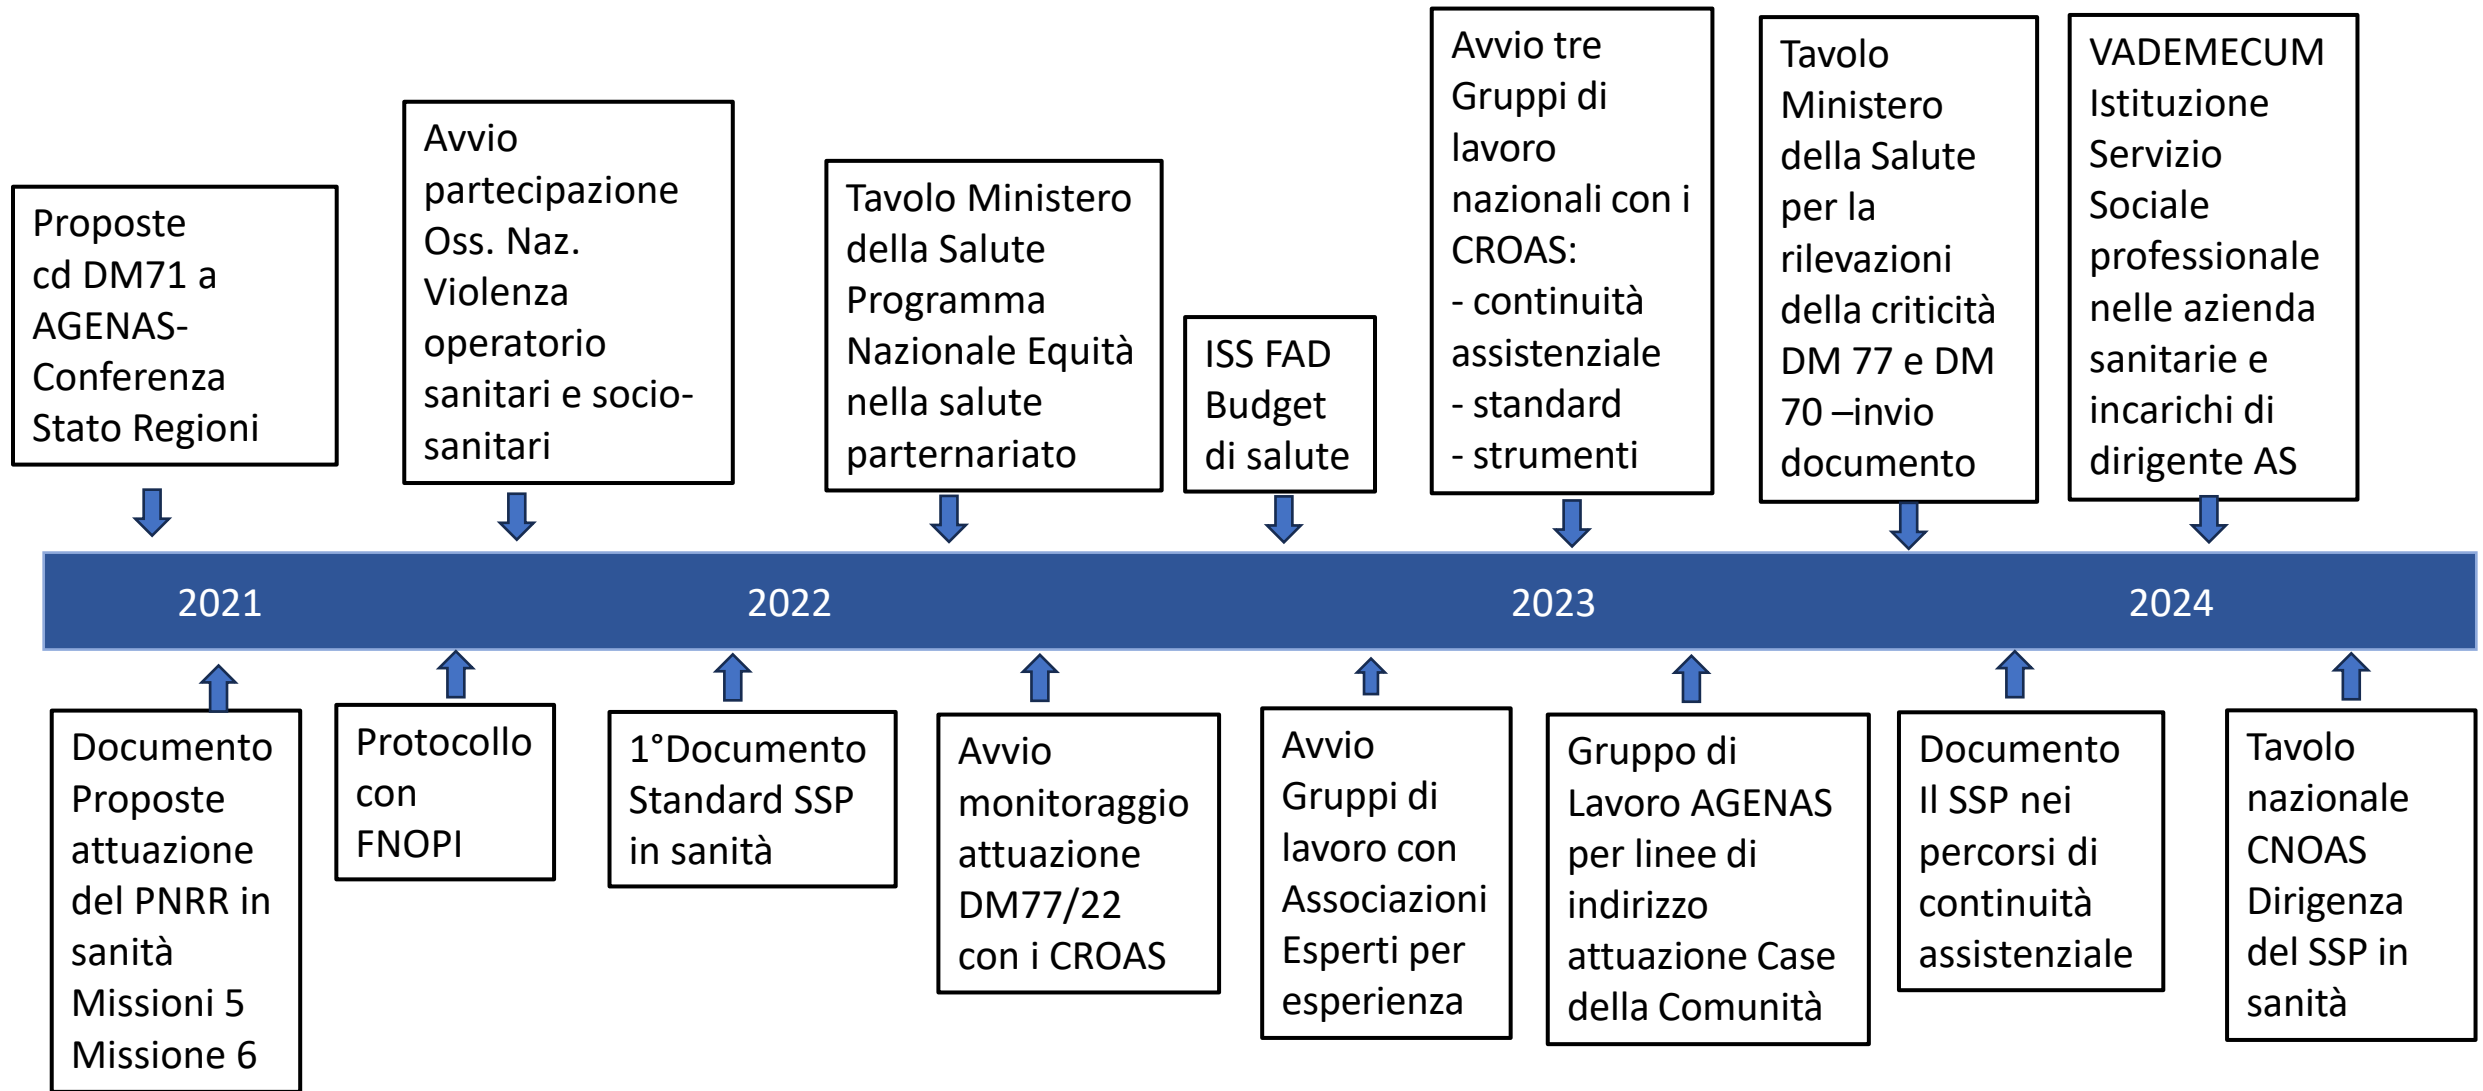 Proposte
cd DM71 a
AGENAS-
Conferenza
Stato Regioni
Avvio
partecipazione
Oss. Naz.
Violenza
operatorio
sanitari e socio-
sanitari
Tavolo Ministero
della Salute
Programma
Nazionale Equità
nella salute
parternariato
ISS FAD
Budget
di salute
Avvio tre
Gruppi di
lavoro
nazionali con i
CROAS:
- continuità
assistenziale
- standard
- strumenti
Tavolo
Ministero
della Salute
per la
rilevazioni
della criticità
DM 77 e DM
70 –invio
documento
VADEMECUM
Istituzione
Servizio
Sociale
professionale
nelle azienda
sanitarie e
incarichi di
dirigente AS
2021
2022
2023
2024
Documento
Proposte
attuazione
del PNRR in
sanità
Missioni 5
Missione 6
Protocollo
con
FNOPI
1°Documento
Standard SSP
in sanità
Avvio
monitoraggio
attuazione
DM77/22
con i CROAS
Avvio
Gruppi di
lavoro con
Associazioni
Esperti per
esperienza
Gruppo di
Lavoro AGENAS
per linee di
indirizzo
attuazione Case
della Comunità
Documento
Il SSP nei
percorsi di
continuità
assistenziale
Tavolo
nazionale
CNOAS
Dirigenza
del SSP in
sanità